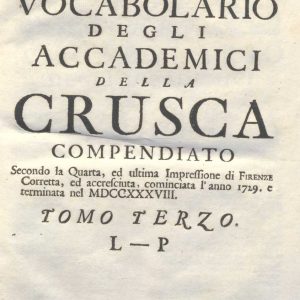 VOCABOLARIO
DEGLI
ACCADEMICI
DELLA
CRUSCA
COMPENDIATO
Secondo la Quarta, ed ultima Impressione di FIRENZE
Corretta, ed accresciuta, cominciata l'anno 1729. e
terminata nel MDCCXXXVIII.
TOMO TERZO.
L—P